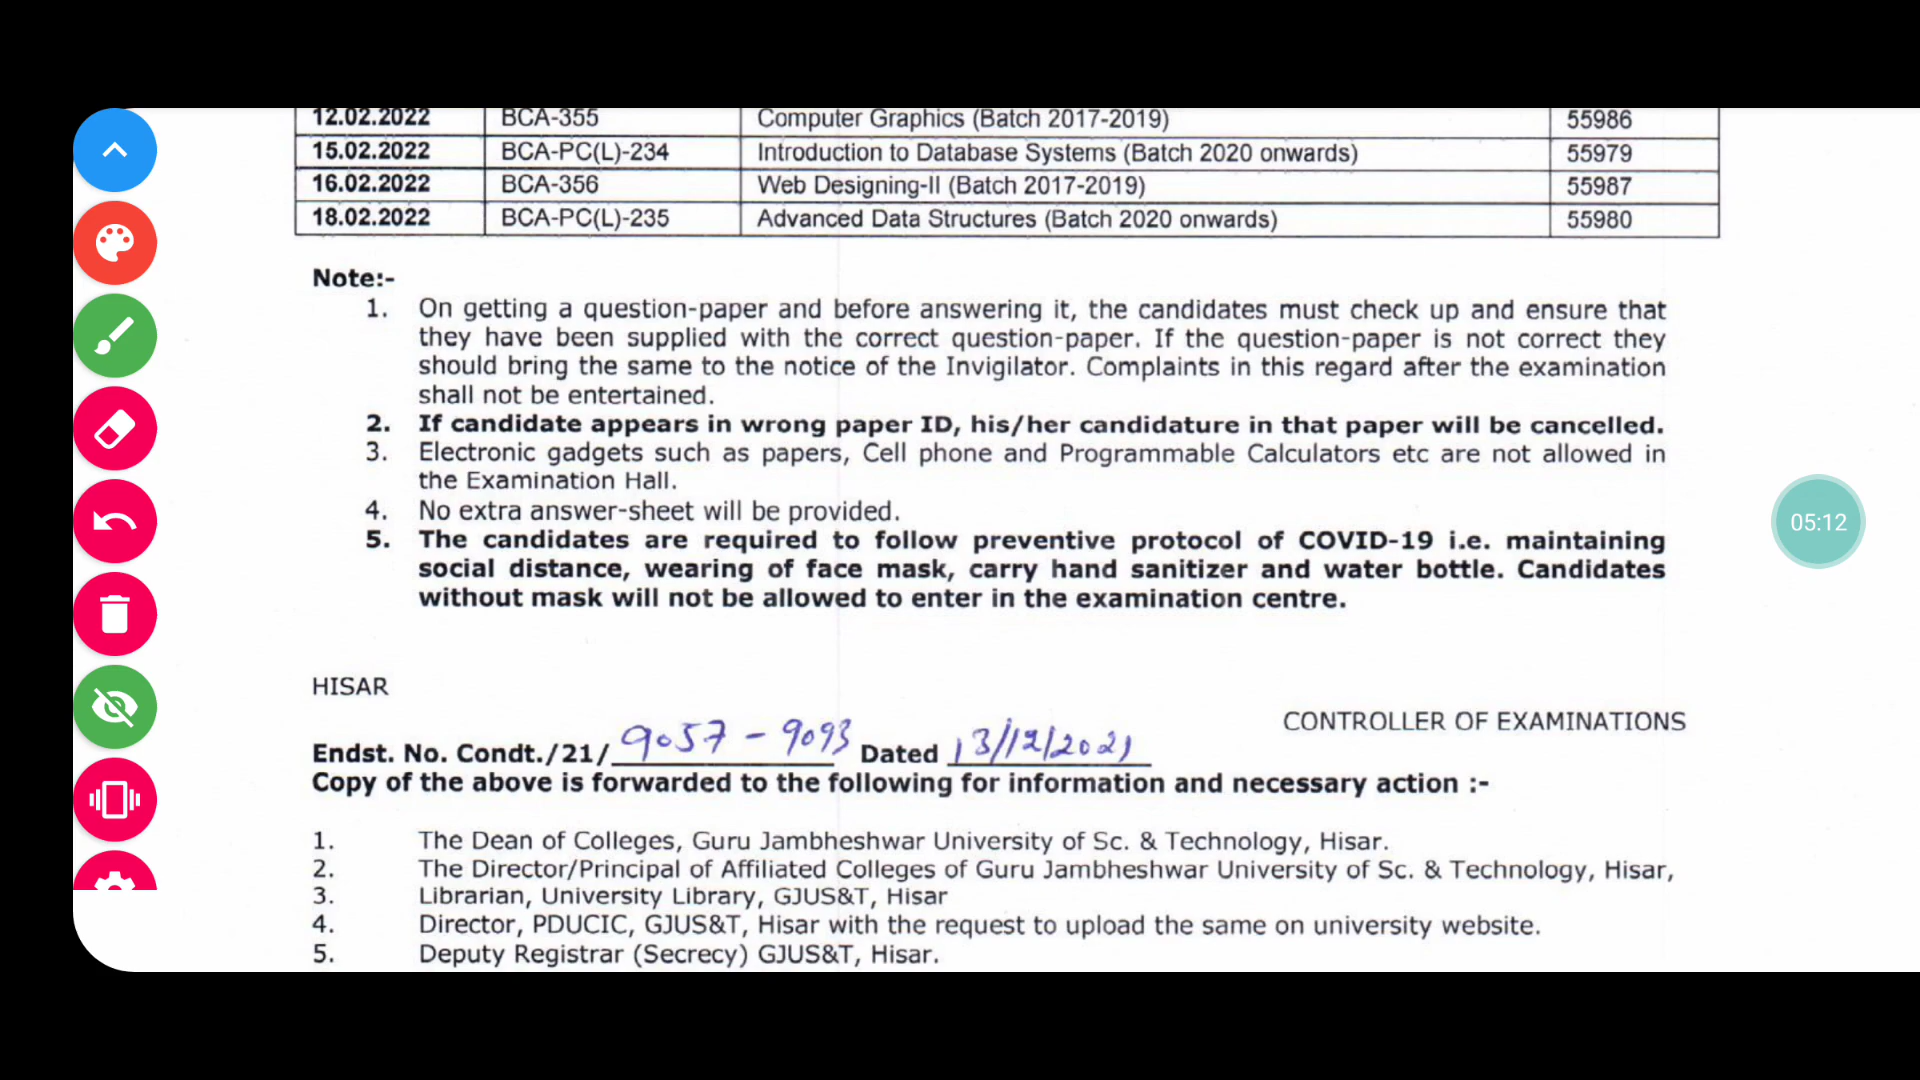 12.02.2022 BCA-355 Computer Graphics (Batch 2017-2019) 55986
15.02.2022 BCA-PC(L)-234 Introduction to Database Systems (Batch 2020 onwards) 55979
16.02.2022 BCA-356 Web Designing-II (Batch 2017-2019) 55987
18.02.2022 BCA-PC(L)-235 Advanced Data Structures (Batch 2020 onwards) 55980
Note:-
1. On getting a question-paper and before answering it, the candidates must check up and ensure that
they have been supplied with the correct question-paper. If the question-paper is not correct they
should bring the same to the notice of the Invigilator. Complaints in this regard after the examination
shall not be entertained.
2. If candidate appears in wrong paper ID, his/her candidature in that paper will be cancelled.
3. Electronic gadgets such as papers, Cell phone and Programmable Calculators etc are not allowed in
the Examination Hall.
4. No extra answer-sheet will be provided.
5. The candidates are required to follow preventive protocol of COVID-19 i.e. maintaining
social distance, wearing of face mask, carry hand sanitizer and water bottle. Candidates
without mask will not be allowed to enter in the examination centre.
05:12
HISAR
CONTROLLER OF EXAMINATIONS
Endst. No. Condt./21/ 9057 - 9093 Dated 13/12/2021
Copy of the above is forwarded to the following for information and necessary action :-
1. The Dean of Colleges, Guru Jambheshwar University of Sc. & Technology, Hisar.
2. The Director/Principal of Affiliated Colleges of Guru Jambheshwar University of Sc. & Technology, Hisar,
3. Librarian, University Library, GJUS&T, Hisar
4. Director, PDUCIC, GJUS&T, Hisar with the request to upload the same on university website.
5. Deputy Registrar (Secrecy) GJUS&T, Hisar.